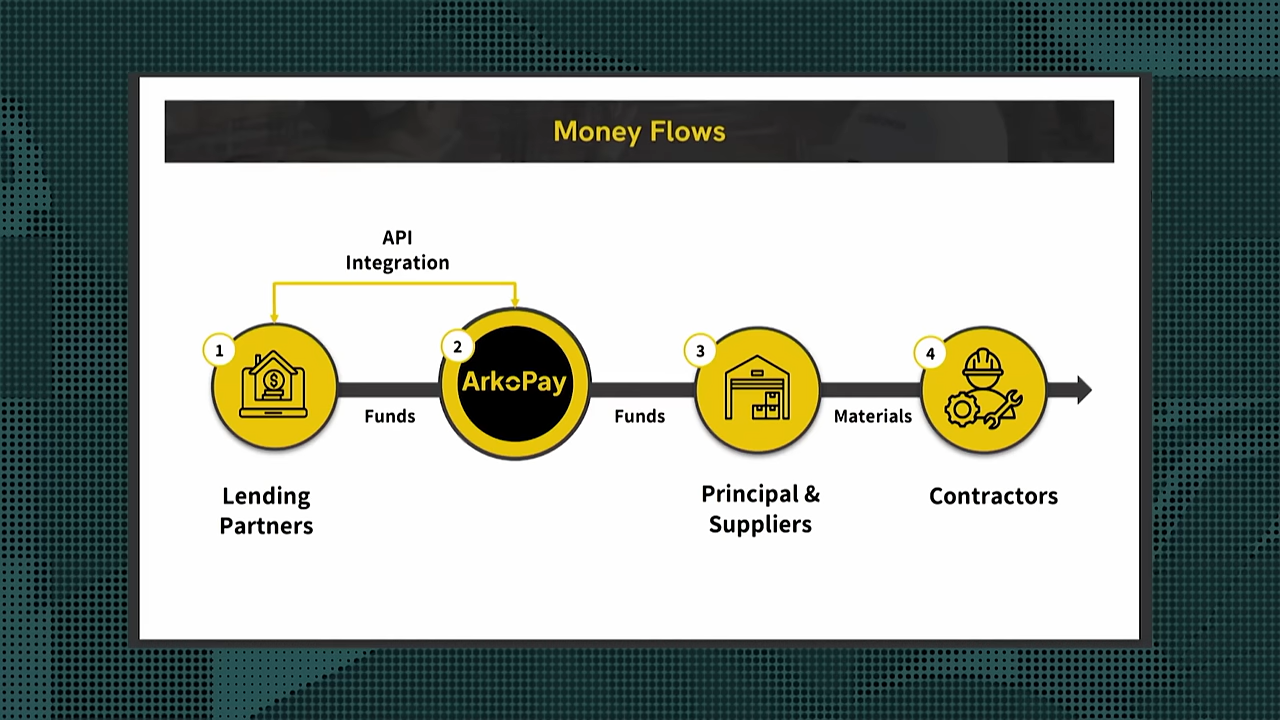 Money Flows
API
Integration
1
2
3
4
$
ArkoPay
Funds
Funds
Materials
Lending
Partners
Principal &
Suppliers
Contractors